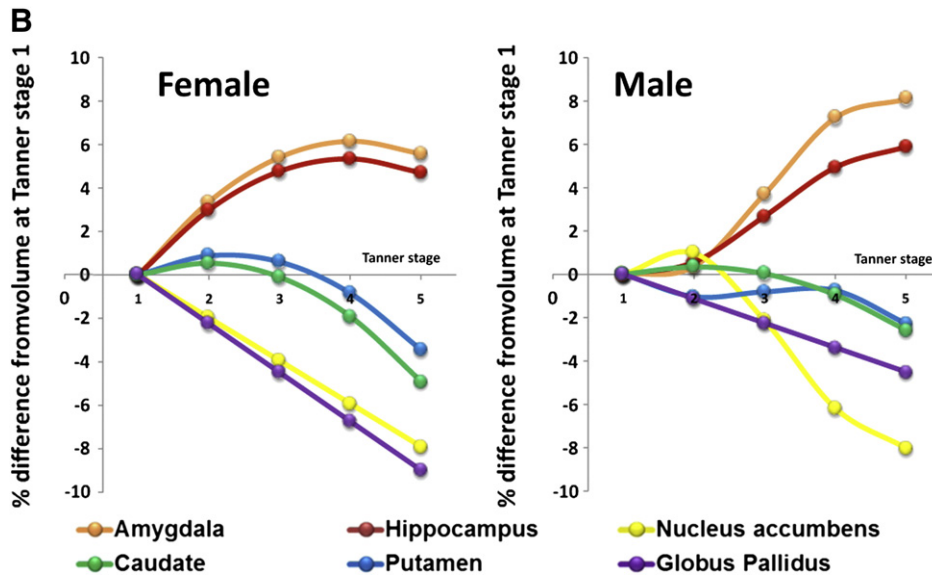 B
Female
% difference fromvolume at Tanner stage 1
10
8
6
4
2
0
-2
-4
-6
-8
-10
Tanner stage
0 1 2 3 4 5
Male
% difference fromvolume at Tanner stage 1
10
8
6
4
2
0
-2
-4
-6
-8
-10
Tanner stage
0 1 2 3 4 5
Amygdala Hippocampus Nucleus accumbens
Caudate Putamen Globus Pallidus